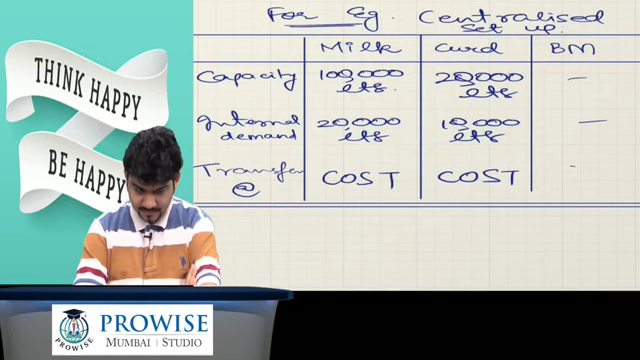 For Eg. Centralised
Set up.
Milk Curd BM
Capacity 100,000 lts. 20,000 lts —
Internal demand 20,000 lts 10,000 lts —
Transfer @ COST COST
THINK HAPPY
BE HAPPY
PROWISE
PROWISE
MUMBAI STUDIO